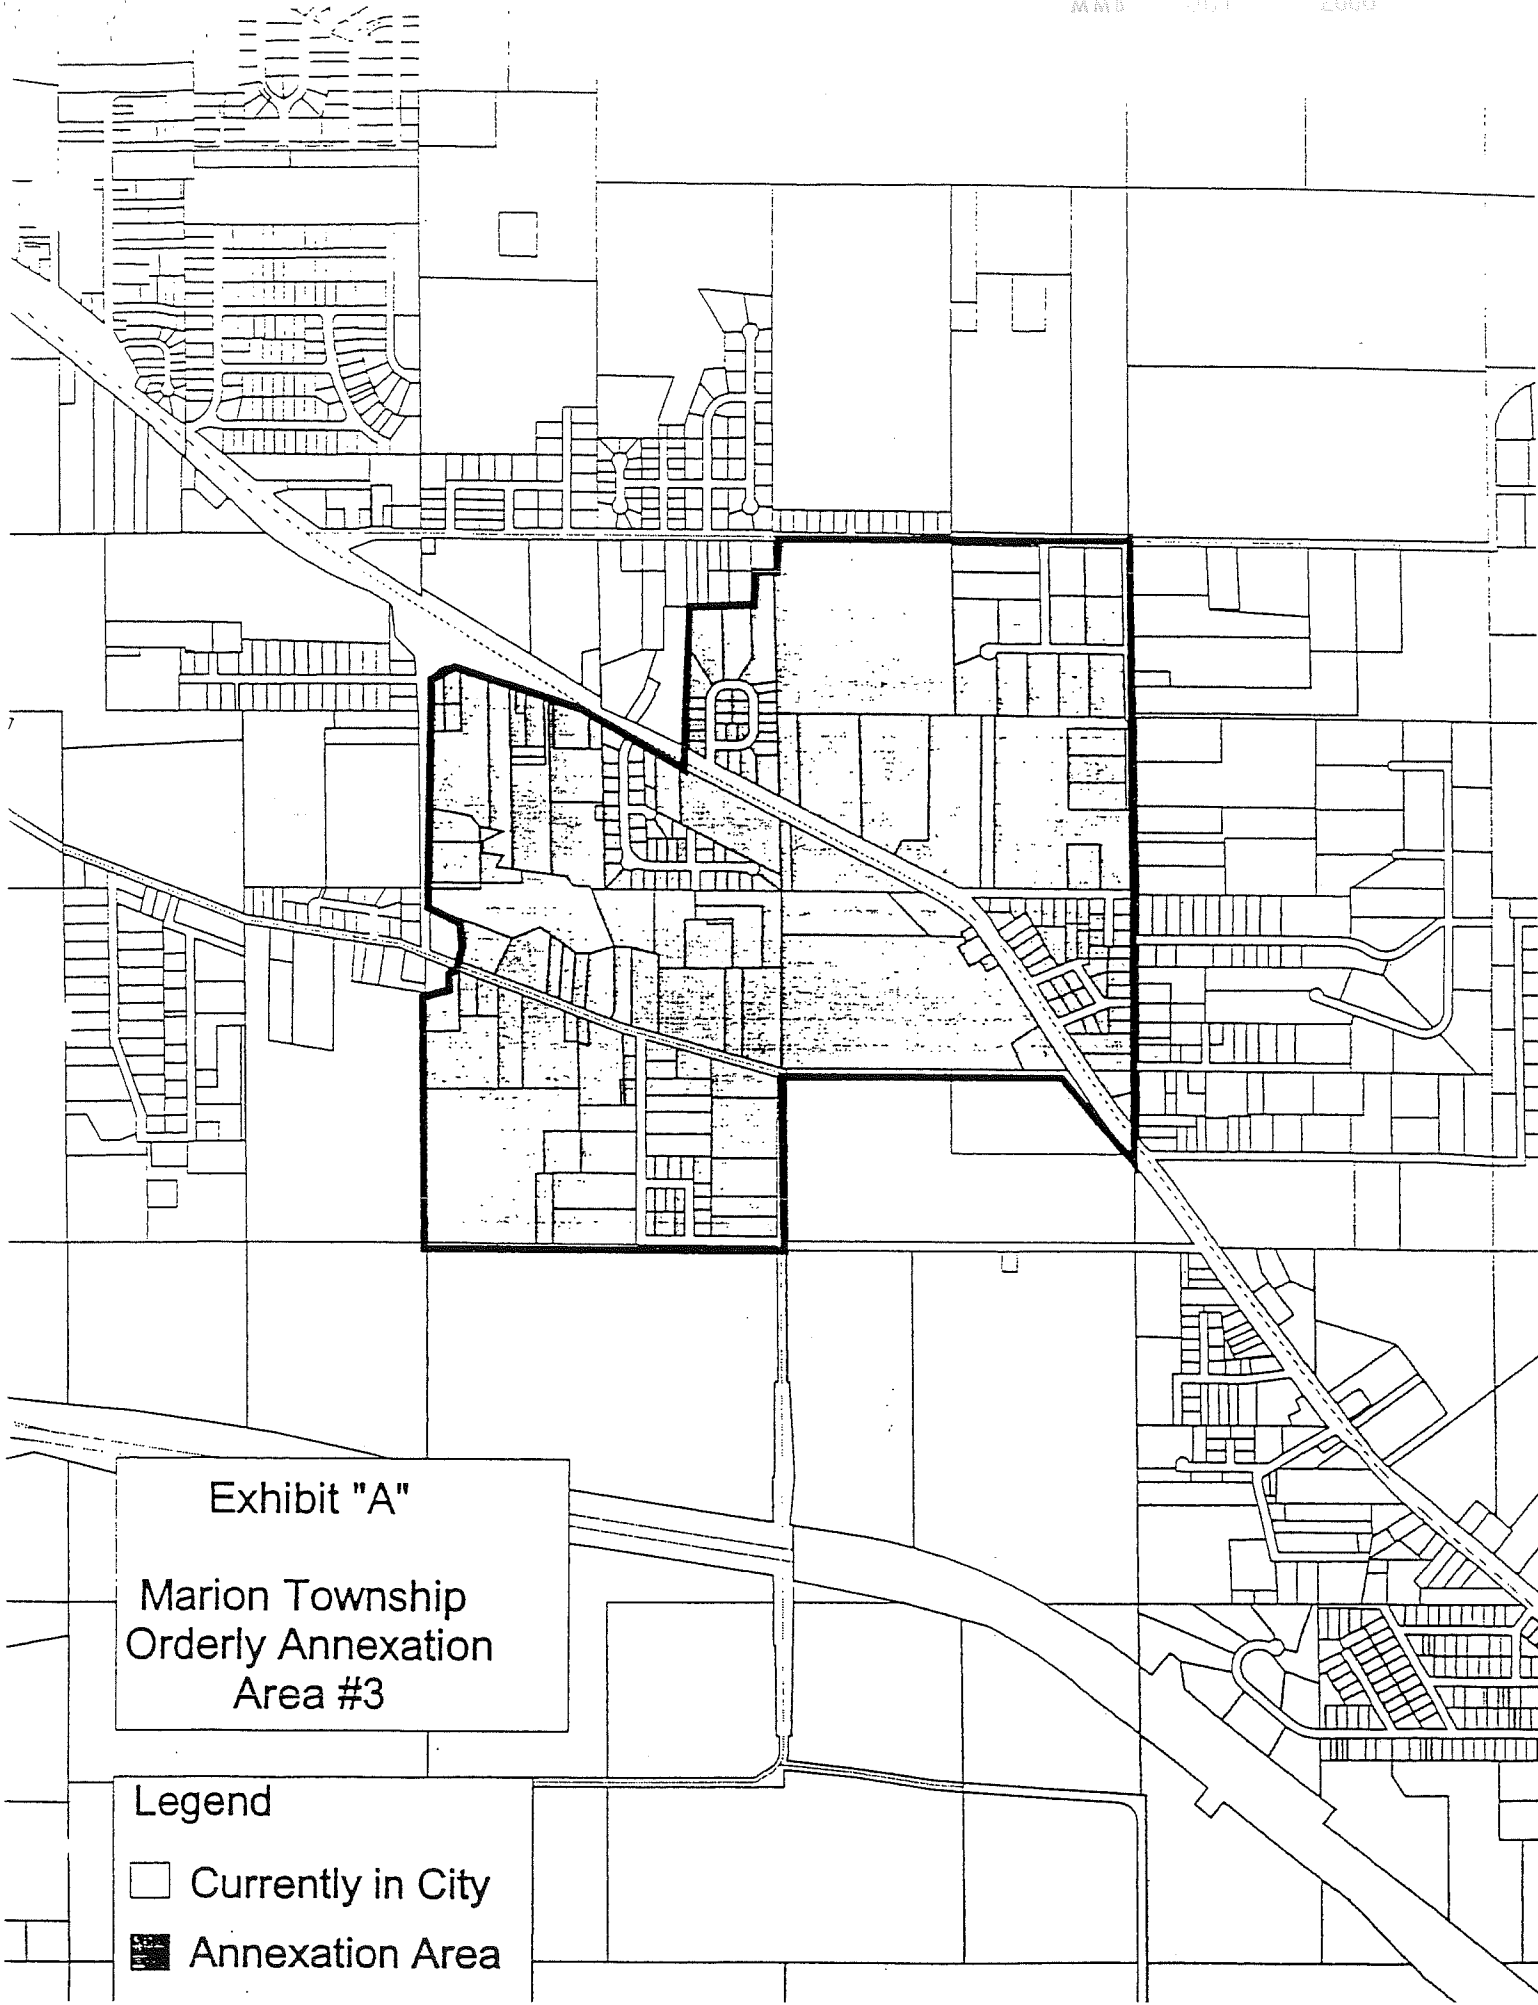 Exhibit "A"
Marion Township
Orderly Annexation
Area #3
Legend
Currently in City
Annexation Area